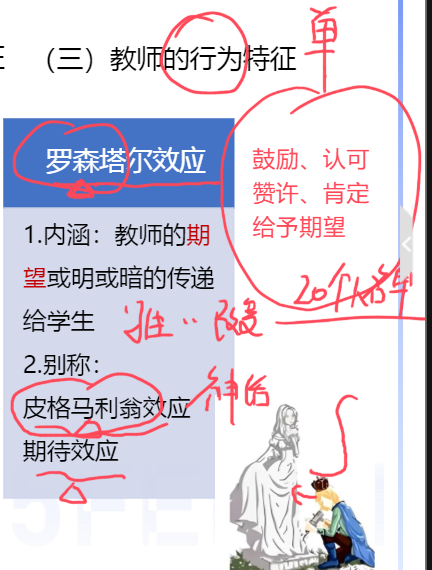 （三）教师的行为特征
单
罗森塔尔效应
鼓励、认可
赞许、肯定
给予期望
1.内涵：教师的期
望或明或暗的传递
给学生
20个人名单
2.别称：
皮格马利翁效应
神话
期待效应